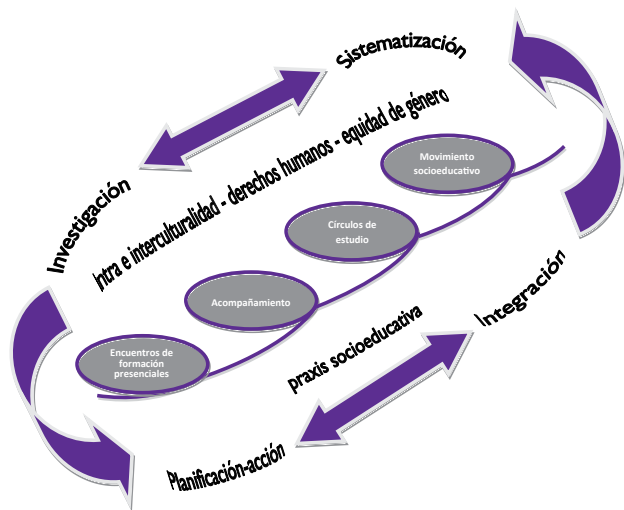 Sistematización
Investigación
Intra e interculturalidad - derechos humanos - equidad de género
Movimiento
socioeducativo
Círculos de
estudio
Acompañamiento
Encuentros de
formación
presenciales
praxis socioeducativa
Integración
Planificación-acción